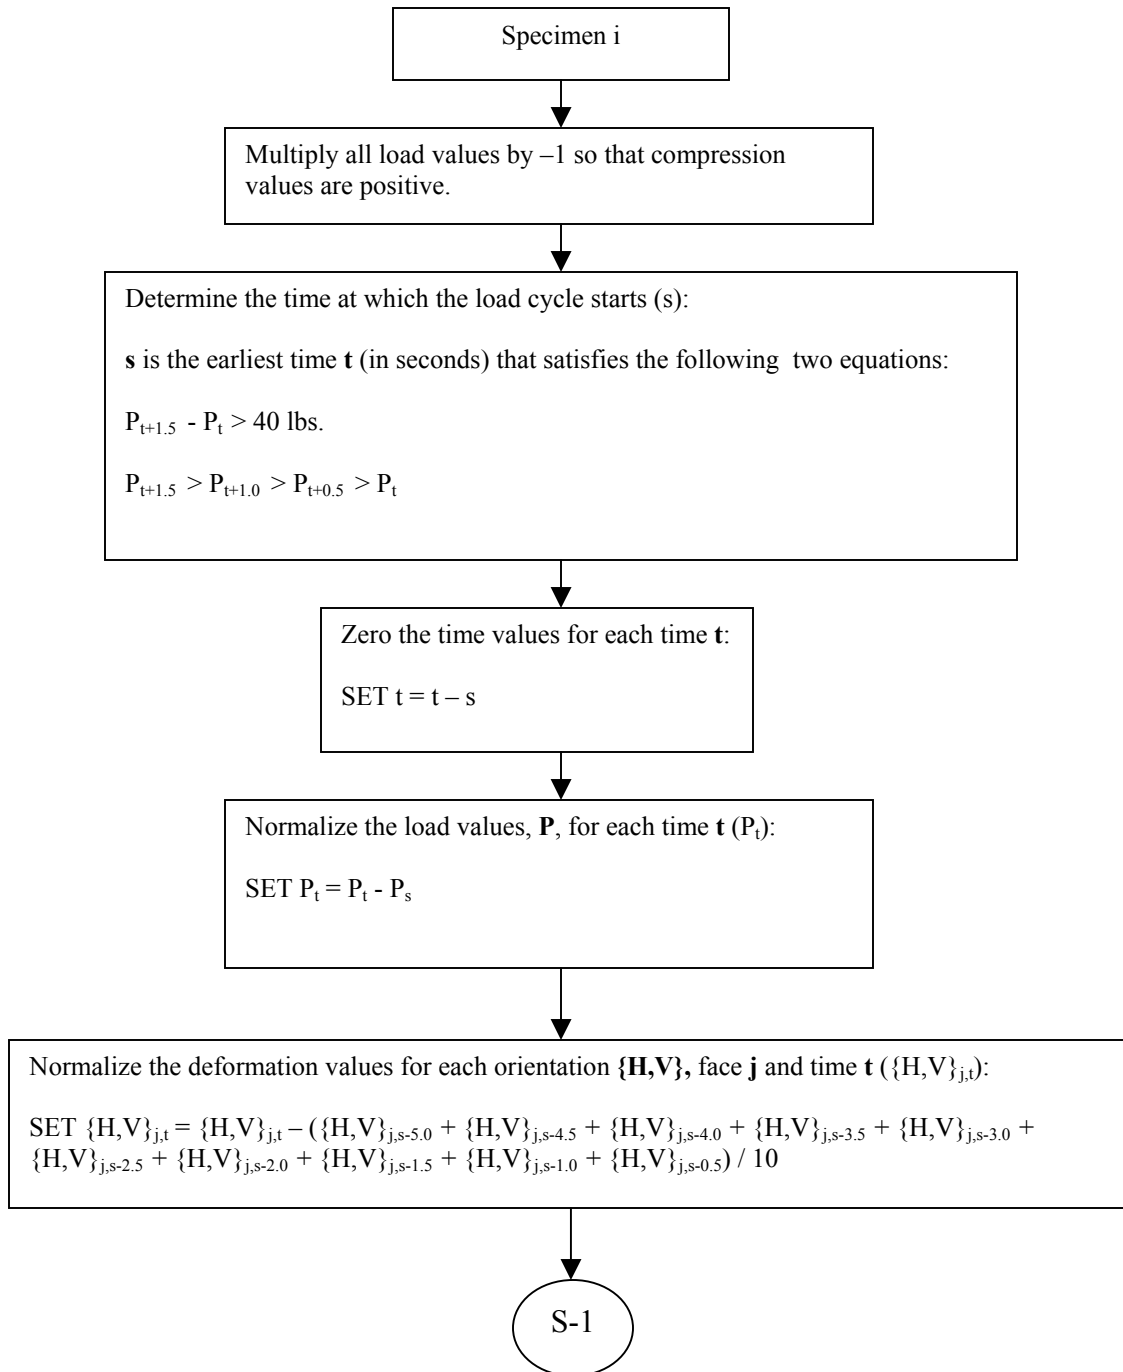 Specimen i
Multiply all load values by –1 so that compression
values are positive.
Determine the time at which the load cycle starts (s):
s is the earliest time t (in seconds) that satisfies the following  two equations:
P_{t+1.5} - P_t > 40 lbs.
P_{t+1.5} > P_{t+1.0} > P_{t+0.5} > P_t
Zero the time values for each time t:
SET t = t – s
Normalize the load values, P, for each time t (P_t):
SET P_t = P_t - P_s
Normalize the deformation values for each orientation {H,V}, face j and time t ({H,V}_{j,t}):
SET {H,V}_{j,t} = {H,V}_{j,t} – ({H,V}_{j,s-5.0} + {H,V}_{j,s-4.5} + {H,V}_{j,s-4.0} + {H,V}_{j,s-3.5} + {H,V}_{j,s-3.0} +
{H,V}_{j,s-2.5} + {H,V}_{j,s-2.0} + {H,V}_{j,s-1.5} + {H,V}_{j,s-1.0} + {H,V}_{j,s-0.5}) / 10
S-1